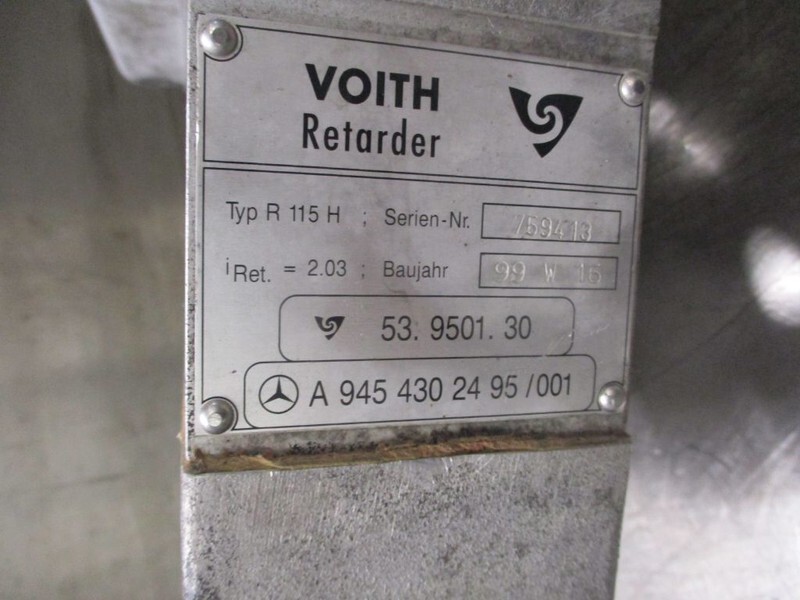 VOITH
Retarder
Typ R 115 H ; Serien-Nr. 759413
iRet. = 2.03 ; Baujahr 99 W 16
53. 9501. 30
A 945 430 24 95 /001